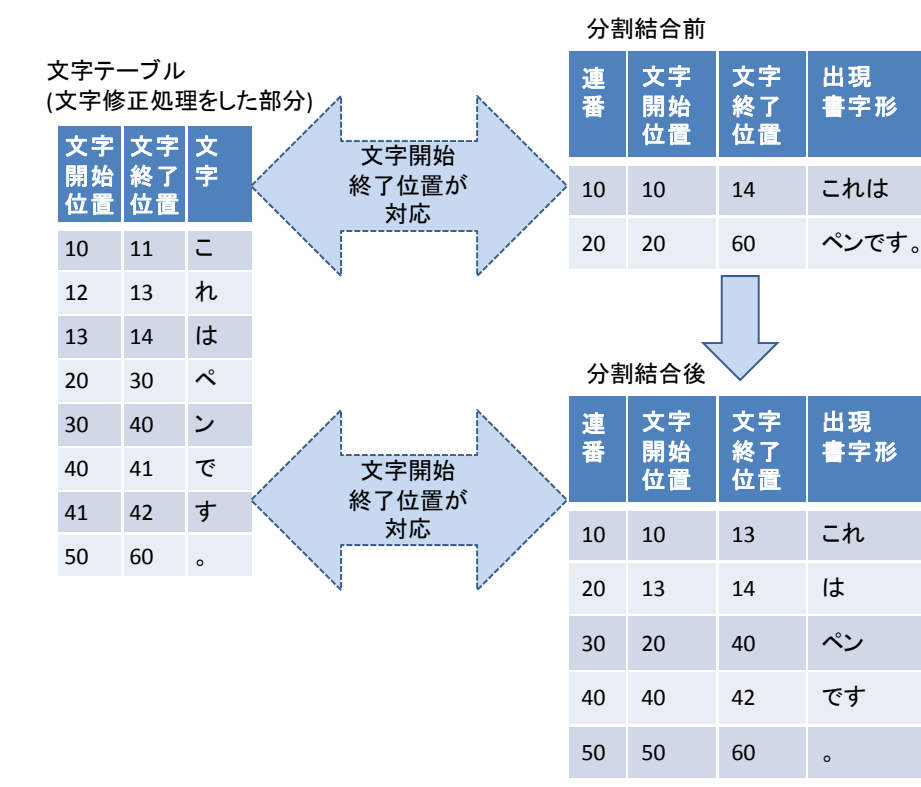 文字テーブル
(文字修正処理をした部分)
文字開始位置 文字終了位置 文字
10 11 こ
12 13 れ
13 14 は
20 30 ペ
30 40 ン
40 41 で
41 42 す
50 60 。
文字開始
終了位置が
対応
分割結合前
連番 文字開始位置 文字終了位置 出現書字形
10 10 14 これは
20 20 60 ペンです。
文字開始
終了位置が
対応
分割結合後
連番 文字開始位置 文字終了位置 出現書字形
10 10 13 これ
20 13 14 は
30 20 40 ペン
40 40 42 です
50 50 60 。